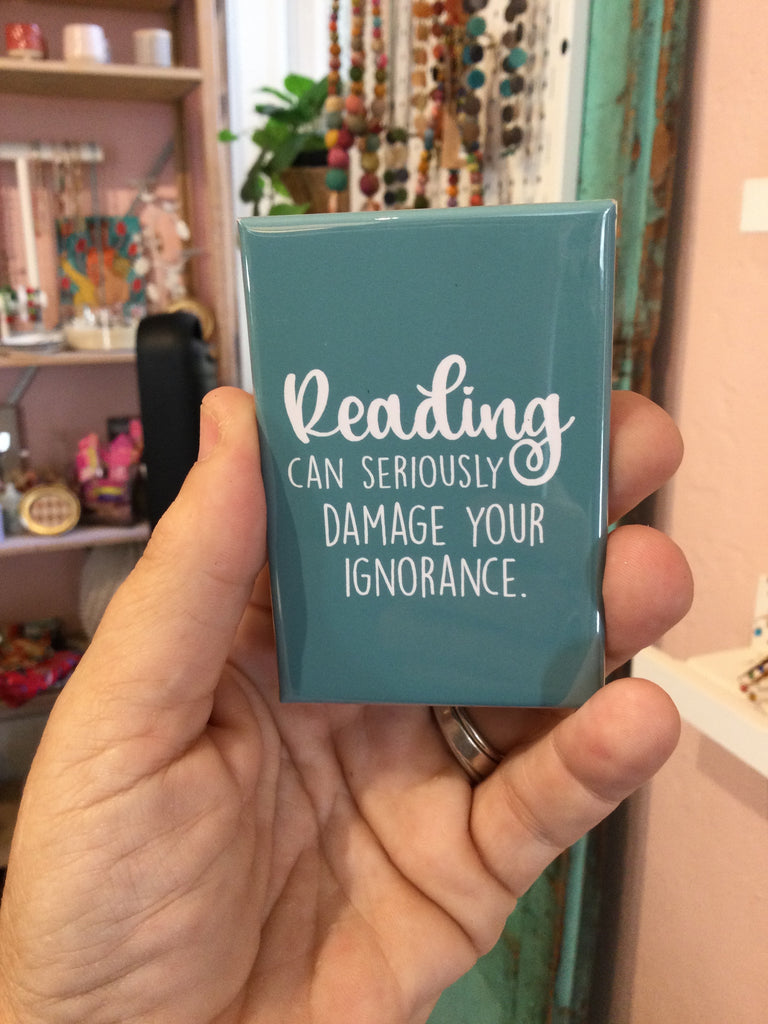 Reading
CAN SERIOUSLY
DAMAGE YOUR
IGNORANCE.